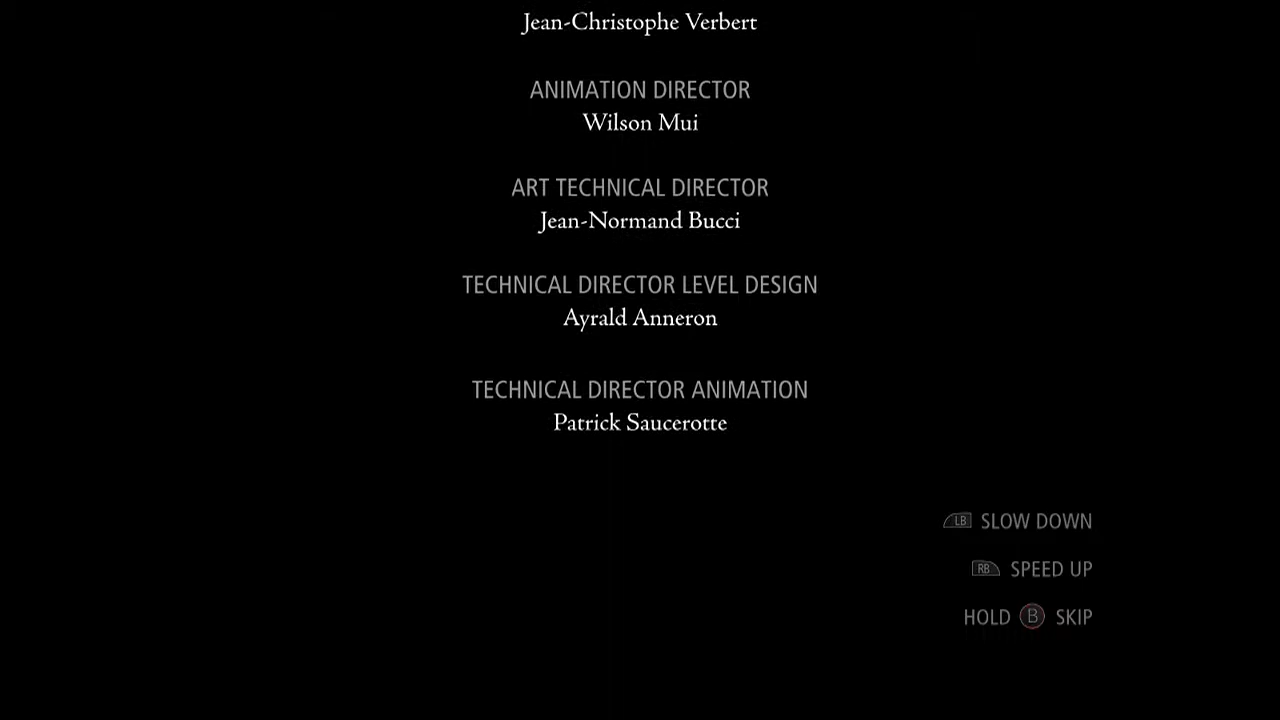 Jean-Christophe Verbert
ANIMATION DIRECTOR
Wilson Mui
ART TECHNICAL DIRECTOR
Jean-Normand Bucci
TECHNICAL DIRECTOR LEVEL DESIGN
Ayrald Anneron
TECHNICAL DIRECTOR ANIMATION
Patrick Saucerotte
LB SLOW DOWN
RB SPEED UP
HOLD B SKIP